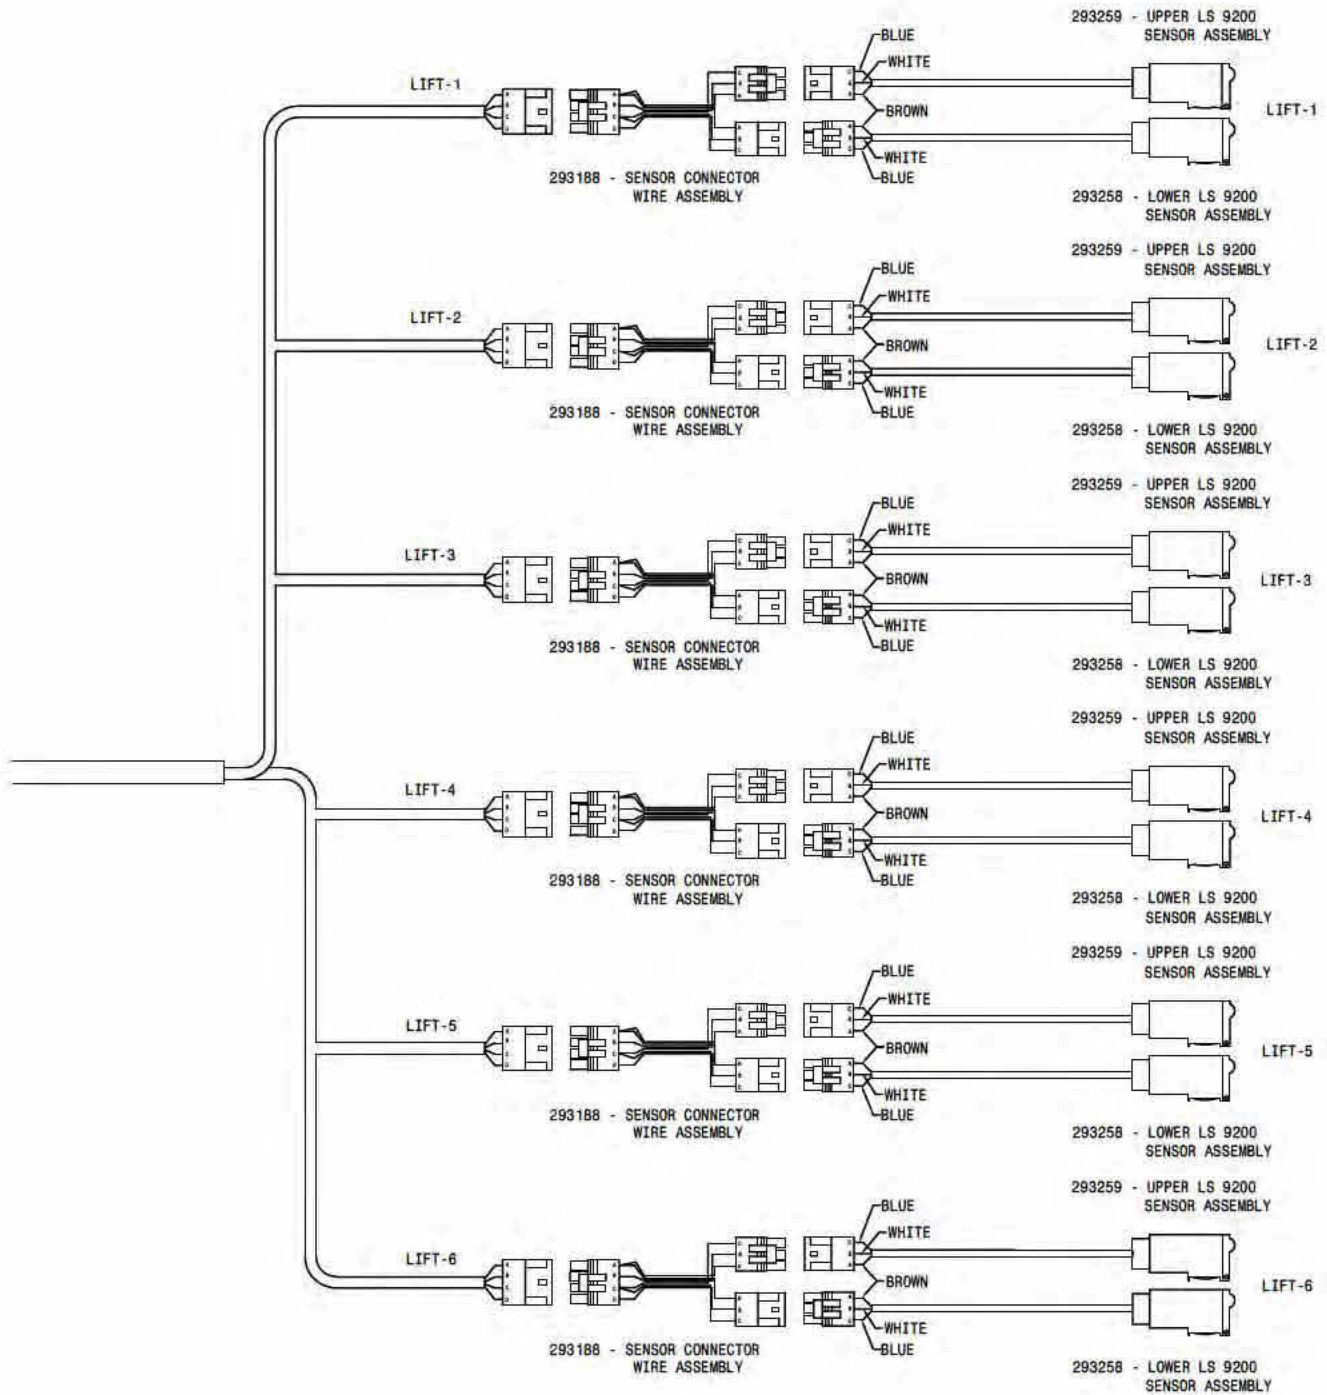 293259 - UPPER LS 9200
SENSOR ASSEMBLY
BLUE
WHITE
LIFT-1
BROWN
LIFT-1
WHITE
BLUE
293188 - SENSOR CONNECTOR
WIRE ASSEMBLY
293258 - LOWER LS 9200
SENSOR ASSEMBLY
293259 - UPPER LS 9200
SENSOR ASSEMBLY
BLUE
WHITE
LIFT-2
BROWN
LIFT-2
WHITE
BLUE
293188 - SENSOR CONNECTOR
WIRE ASSEMBLY
293258 - LOWER LS 9200
SENSOR ASSEMBLY
293259 - UPPER LS 9200
SENSOR ASSEMBLY
BLUE
WHITE
LIFT-3
BROWN
LIFT-3
WHITE
BLUE
293188 - SENSOR CONNECTOR
WIRE ASSEMBLY
293258 - LOWER LS 9200
SENSOR ASSEMBLY
293259 - UPPER LS 9200
SENSOR ASSEMBLY
BLUE
WHITE
LIFT-4
BROWN
LIFT-4
WHITE
BLUE
293188 - SENSOR CONNECTOR
WIRE ASSEMBLY
293258 - LOWER LS 9200
SENSOR ASSEMBLY
293259 - UPPER LS 9200
SENSOR ASSEMBLY
BLUE
WHITE
LIFT-5
BROWN
LIFT-5
WHITE
BLUE
293188 - SENSOR CONNECTOR
WIRE ASSEMBLY
293258 - LOWER LS 9200
SENSOR ASSEMBLY
293259 - UPPER LS 9200
SENSOR ASSEMBLY
BLUE
WHITE
LIFT-6
BROWN
LIFT-6
WHITE
BLUE
293188 - SENSOR CONNECTOR
WIRE ASSEMBLY
293258 - LOWER LS 9200
SENSOR ASSEMBLY